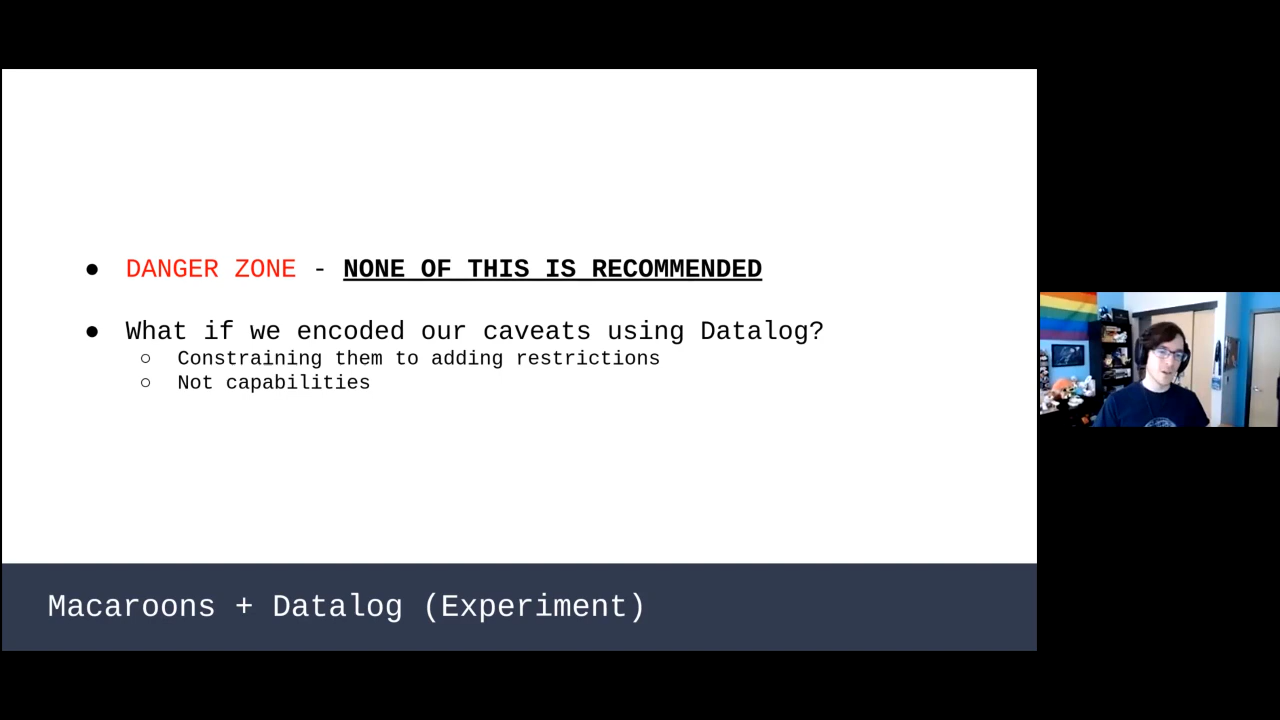 ● DANGER ZONE - NONE OF THIS IS RECOMMENDED
● What if we encoded our caveats using Datalog?
○ Constraining them to adding restrictions
○ Not capabilities
Macaroons + Datalog (Experiment)